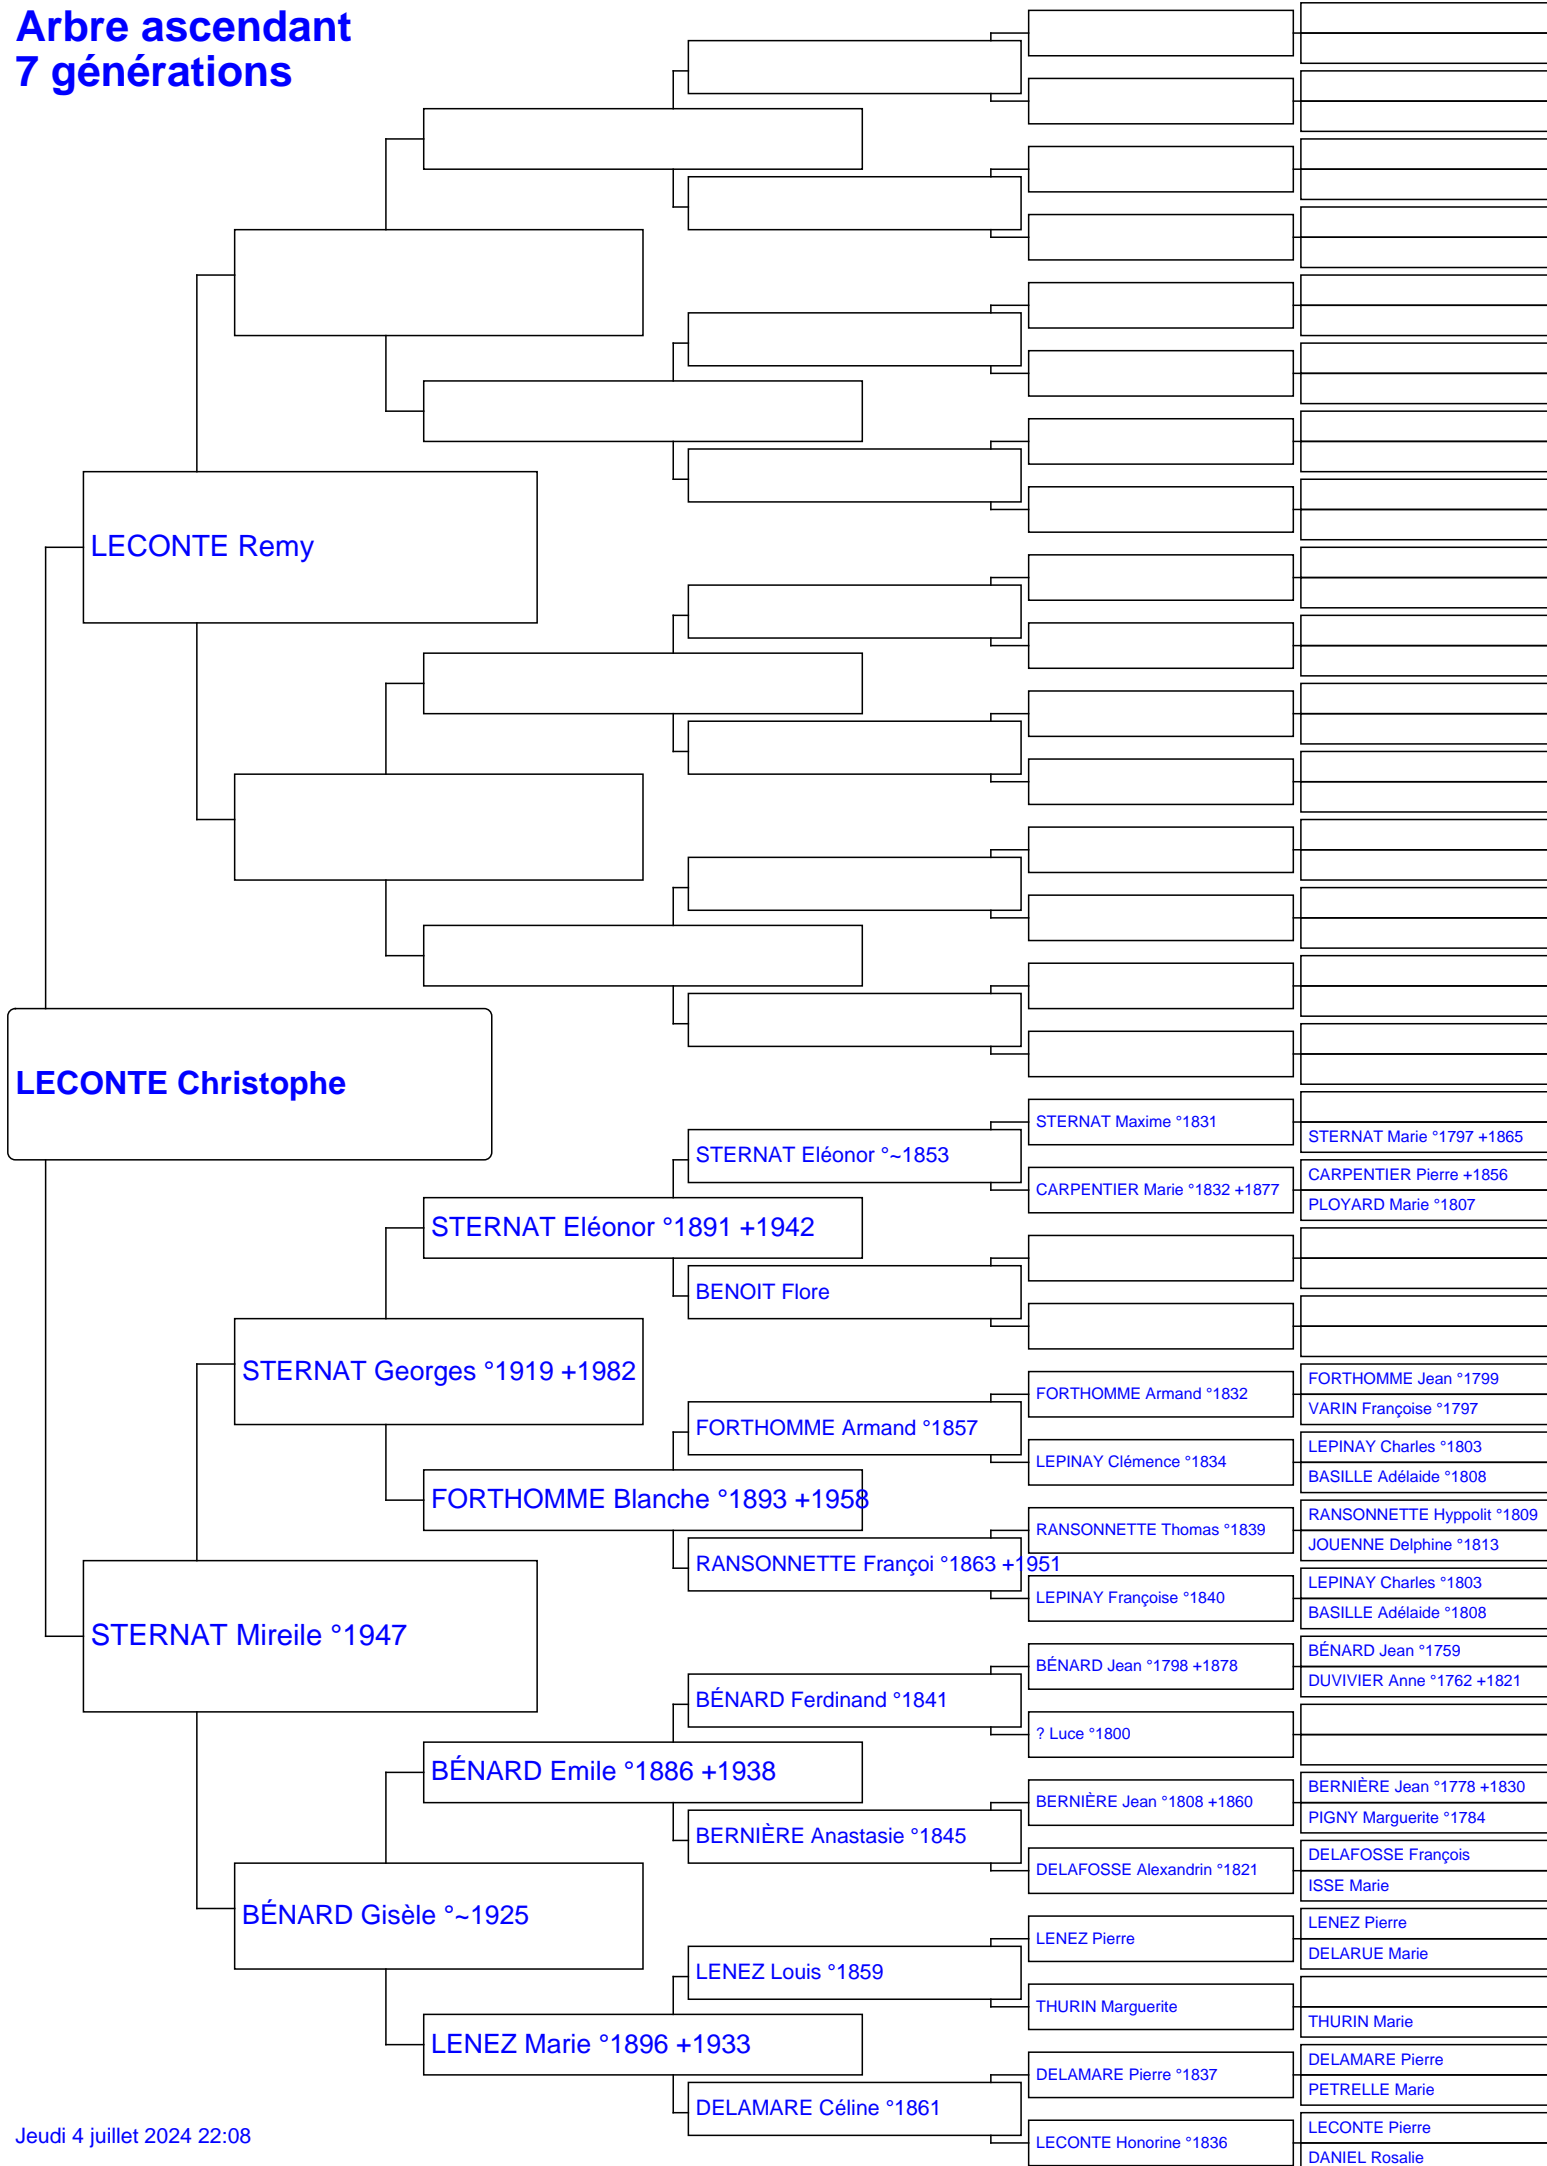 Arbre ascendant
7 générations
LECONTE Remy
LECONTE Christophe
STERNAT Maxime °1831
STERNAT Marie °1797 +1865
STERNAT Eléonor °~1853
CARPENTIER Pierre +1856
CARPENTIER Marie °1832 +1877
PLOYARD Marie °1807
STERNAT Eléonor °1891 +1942
BENOIT Flore
STERNAT Georges °1919 +1982
FORTHOMME Jean °1799
FORTHOMME Armand °1832
VARIN Françoise °1797
FORTHOMME Armand °1857
LEPINAY Charles °1803
LEPINAY Clémence °1834
BASILLE Adélaide °1808
FORTHOMME Blanche °1893 +1958
RANSONNETTE Hyppolit °1809
RANSONNETTE Thomas °1839
JOUENNE Delphine °1813
RANSONNETTE Françoi °1863 +1951
LEPINAY Charles °1803
LEPINAY Françoise °1840
BASILLE Adélaide °1808
STERNAT Mireile °1947
BÉNARD Jean °1759
BÉNARD Jean °1798 +1878
DUVIVIER Anne °1762 +1821
BÉNARD Ferdinand °1841
? Luce °1800
BÉNARD Emile °1886 +1938
BERNIÈRE Jean °1778 +1830
BERNIÈRE Jean °1808 +1860
PIGNY Marguerite °1784
BERNIÈRE Anastasie °1845
DELAFOSSE François
DELAFOSSE Alexandrin °1821
ISSE Marie
BÉNARD Gisèle °~1925
LENEZ Pierre
LENEZ Pierre
DELARUE Marie
LENEZ Louis °1859
THURIN Marguerite
THURIN Marie
LENEZ Marie °1896 +1933
DELAMARE Pierre
DELAMARE Pierre °1837
PETRELLE Marie
DELAMARE Céline °1861
LECONTE Pierre
LECONTE Honorine °1836
DANIEL Rosalie
Jeudi 4 juillet 2024 22:08